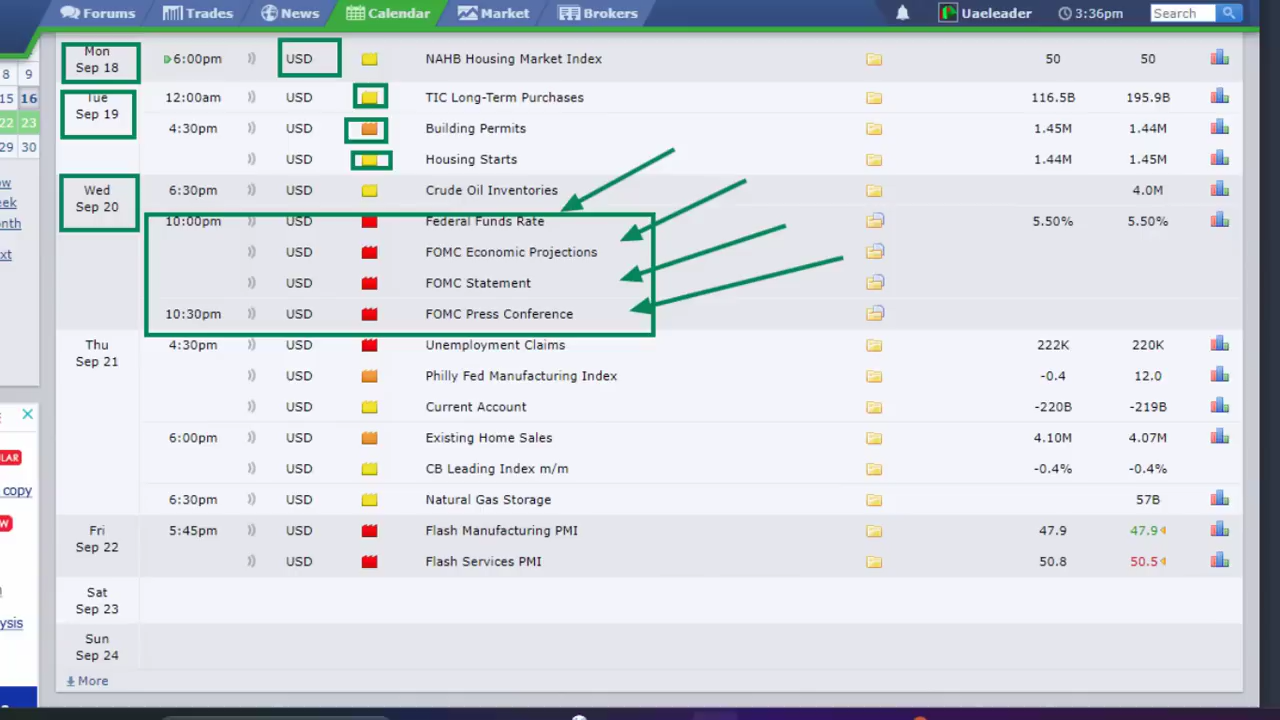 Forums Trades News Calendar Market Brokers Uaeleader 3:36pm Search
Mon Sep 18 6:00pm USD NAHB Housing Market Index 50 50
Tue Sep 19 12:00am USD TIC Long-Term Purchases 116.5B 195.9B
4:30pm USD Building Permits 1.45M 1.44M
USD Housing Starts 1.44M 1.45M
Wed Sep 20 6:30pm USD Crude Oil Inventories 4.0M
10:00pm USD Federal Funds Rate 5.50% 5.50%
USD FOMC Economic Projections
USD FOMC Statement
10:30pm USD FOMC Press Conference
Thu Sep 21 4:30pm USD Unemployment Claims 222K 220K
USD Philly Fed Manufacturing Index -0.4 12.0
USD Current Account -220B -219B
6:00pm USD Existing Home Sales 4.10M 4.07M
USD CB Leading Index m/m -0.4% -0.4%
6:30pm USD Natural Gas Storage 57B
Fri Sep 22 5:45pm USD Flash Manufacturing PMI 47.9 47.9
USD Flash Services PMI 50.8 50.5
Sat Sep 23
Sun Sep 24
More
8 9
15 16
22 23
29 30
eek
onth
xt
LAR
copy
ysis